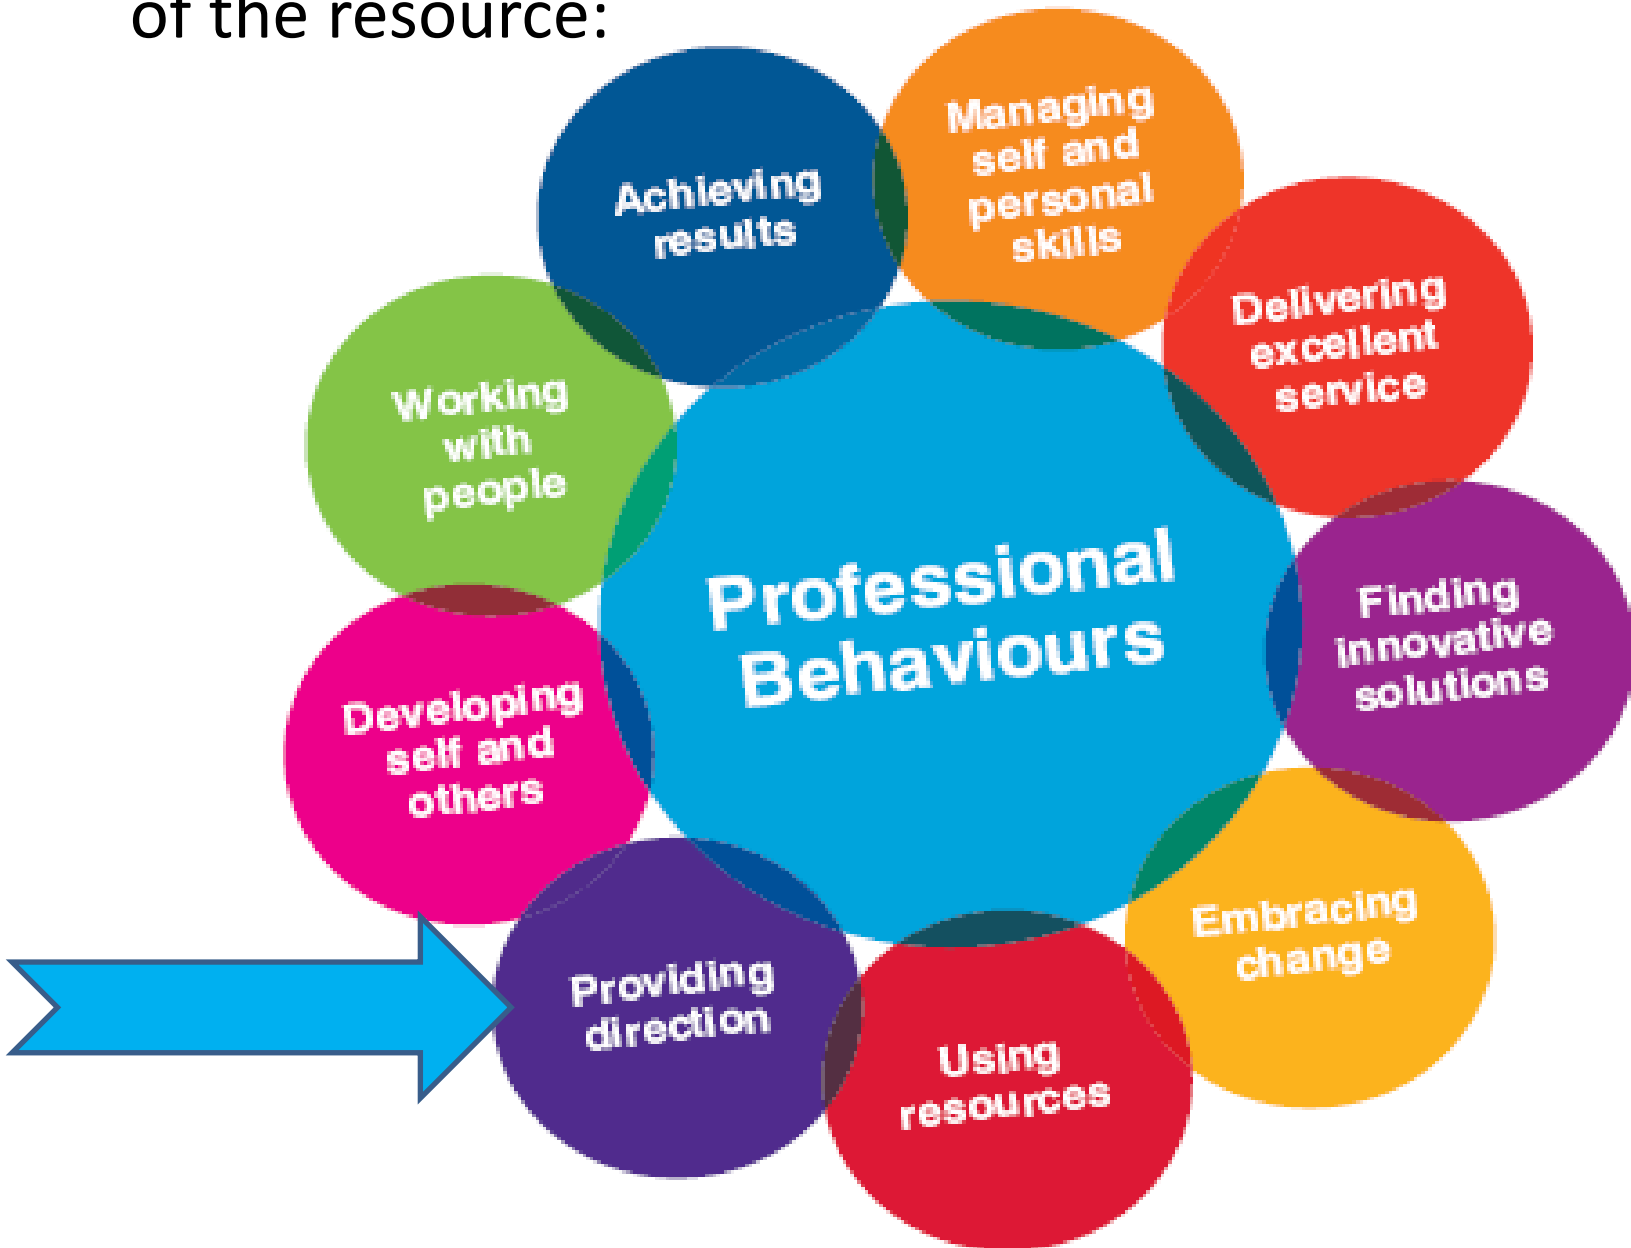 of the resource:
Achieving
results
Managing
self and
personal
skills
Delivering
excellent
service
Working
with
people
Professional
Behaviours
Finding
innovative
solutions
Developing
self and
others
Embracing
change
Providing
direction
Using
resources